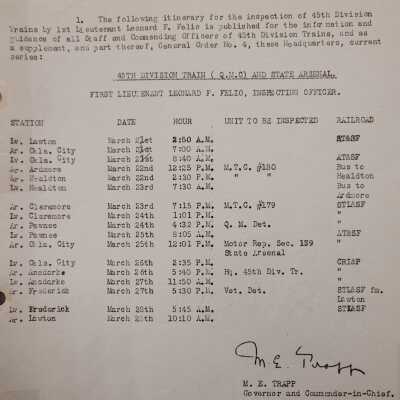 1. The following itinerary for the inspection of 45th Division
Trains by 1st Lieutenant Leonard F. Felio is published for the information and
guidance of all Staff and Commanding Officers of 45th Division Trains, and as
a supplement, and part thereof, General Order No. 4, these Headquarters, current
series:
45TH DIVISION TRAIN (Q.M.C) AND STATE ARSENAL.
FIRST LIEUTENANT LEONARD F. FELIO, INSPECTING OFFICER.
STATION DATE HOUR UNIT TO BE INSPECTED RAILROAD
Lv. Lawton March 21st 2:50 A.M. STL&SF
Ar. Okla. City March 21st 7:00 A.M.
Lv. Okla. City March 21st 8:40 A.M. AT&SF
Ar. Ardmore March 22nd 12:25 P.M. M.T.C. #180 Bus to
Ar. Healdton March 22nd 2:30 P.M. " " Healdton
Lv. Healdton March 23rd 7:30 A.M. Bus to
Ardmore
Ar. Claremore March 23rd 7:15 P.M. M.T.C. #179 STL&SF
Lv. Claremore March 24th 1:01 P.M. "
Ar. Pawnee March 24th 4:32 P.M. Q. M. Det. "
Lv. Pawnee March 25th 8:05 A.M. AT&SF
Ar. Okla. City March 25th 12:01 P.M. Motor Rep. Sec. 139 "
State Arsenal
Lv. Okla. City March 26th 2:35 P.M. CRI&P
Ar. Anadarko March 26th 5:40 P.M. Hq. 45th Div. Tr. "
Lv. Anadarko March 27th 11:50 A.M. "
Ar. Frederick March 27th 5:30 P.M. Vet. Det. STL&SF fm.
Lawton
Lv. Frederick March 28th 5:45 A.M. STL&SF
Ar. Lawton March 28th 10:10 A.M. "
M. E. Trapp
M. E. TRAPP
Governor and Commander-in-Chief.